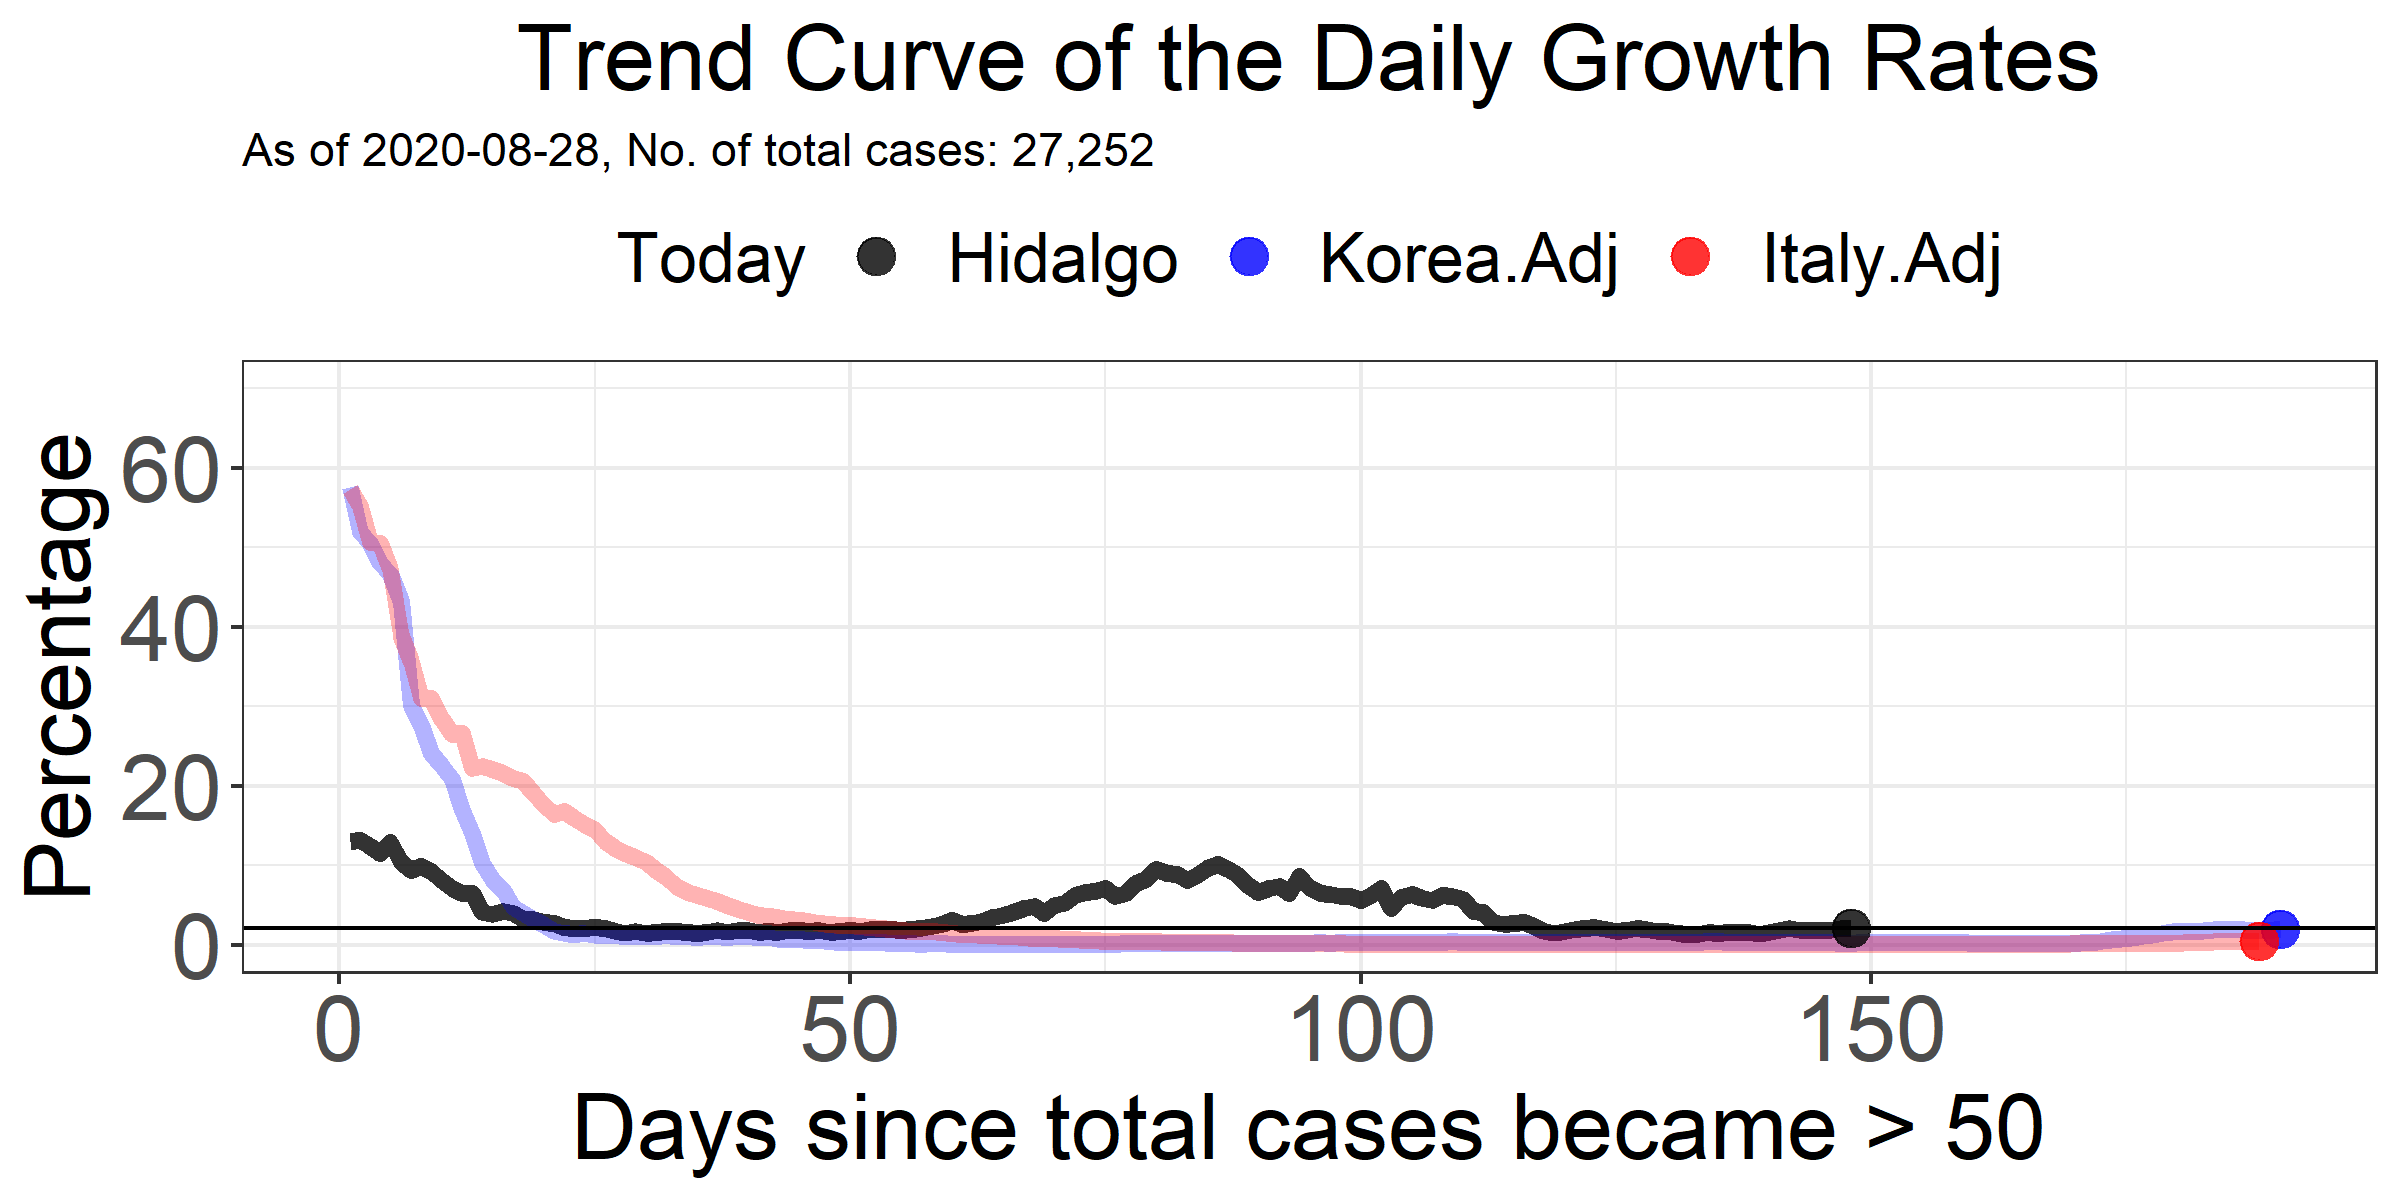 Trend Curve of the Daily Growth Rates
As of 2020-08-28, No. of total cases: 27,252
Today Hidalgo Korea.Adj Italy.Adj
Percentage
60
40
20
0
0 50 100 150
Days since total cases became > 50